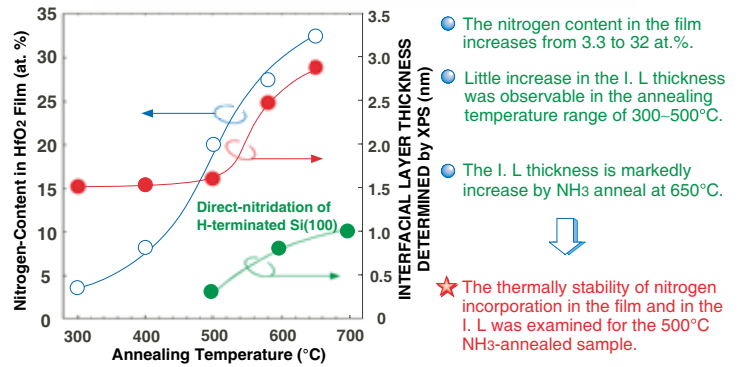 35
30
25
20
15
10
5
0
Nitrogen-Content in HfO2 Film (at. %)
300
400
500
600
700
Annealing Temperature (°C)
3.5
3.0
2.5
2.0
1.5
1.0
0.5
0
INTERFACIAL LAYER THICKNESS
DETERMINED by XPS (nm)
Direct-nitridation of
H-terminated Si(100)
The nitrogen content in the film
increases from 3.3 to 32 at.%.
Little increase in the I. L thickness
was observable in the annealing
temperature range of 300~500°C.
The I. L thickness is markedly
increase by NH3 anneal at 650°C.
The thermally stability of nitrogen
incorporation in the film and in the
I. L was examined for the 500°C
NH3-annealed sample.